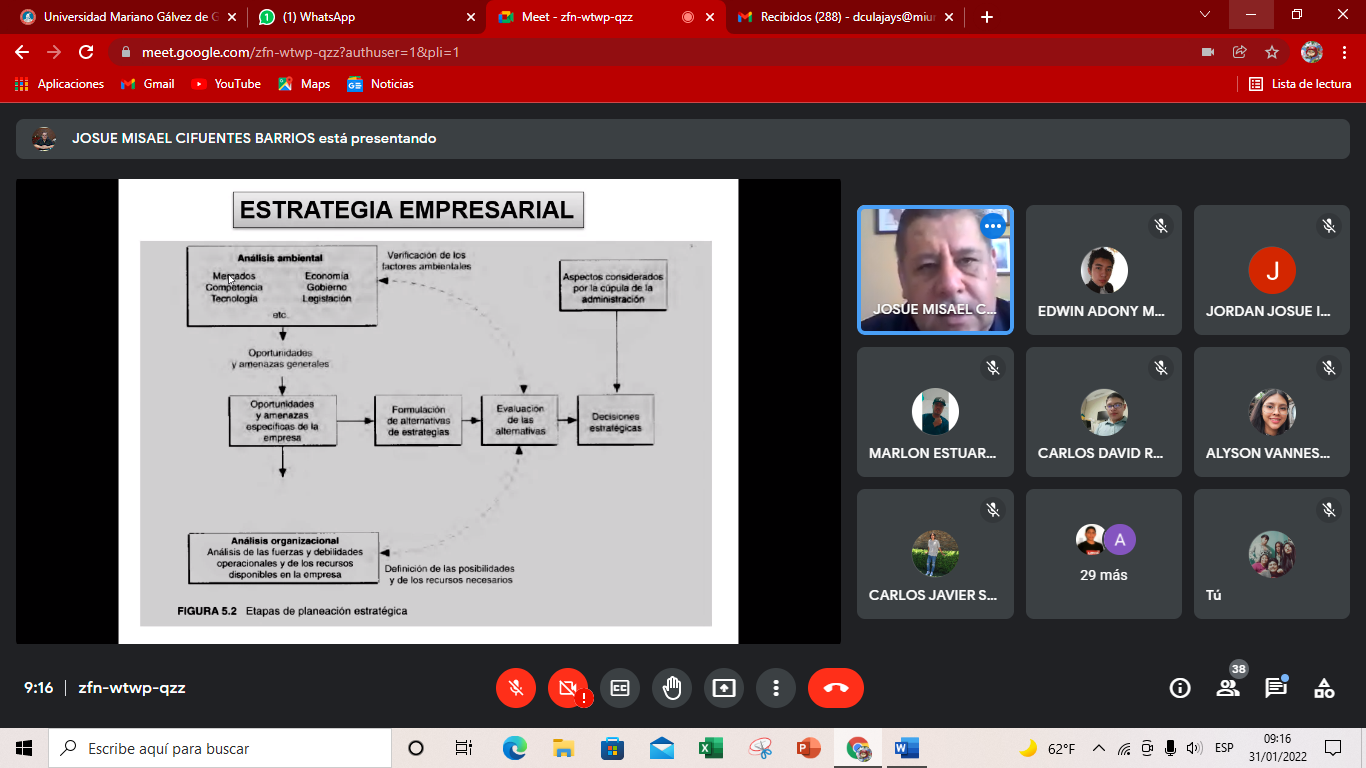 Universidad Mariano Gálvez de G
(1) WhatsApp
Meet - zfn-wtwp-qzz
Recibidos (288) - dculajays@miun
meet.google.com/zfn-wtwp-qzz?authuser=1&pli=1
Aplicaciones
Gmail
YouTube
Maps
Noticias
Lista de lectura
JOSUE MISAEL CIFUENTES BARRIOS está presentando
ESTRATEGIA EMPRESARIAL
Análisis ambiental
Mercados Economía
Competencia Gobierno
Tecnología Legislación
etc.
Verificación de los
factores ambientales
Aspectos considerados
por la cúpula de la
administración
Oportunidades
y amenazas generales
Oportunidades
y amenazas
específicas de la
empresa
Formulación
de alternativas
de estrategias
Evaluación
de las
alternativas
Decisiones
estratégicas
Análisis organizacional
Análisis de las fuerzas y debilidades
operacionales y de los recursos
disponibles en la empresa
Definición de las posibilidades
y de los recursos necesarios
FIGURA 5.2 Etapas de planeación estratégica
JOSUE MISAEL C...
EDWIN ADONY M...
J
JORDAN JOSUE I...
MARLON ESTUAR...
CARLOS DAVID R...
ALYSON VANNES...
CARLOS JAVIER S...
A
29 más
Tú
9:16 | zfn-wtwp-qzz
38
Escribe aquí para buscar
62°F
ESP
09:16
31/01/2022